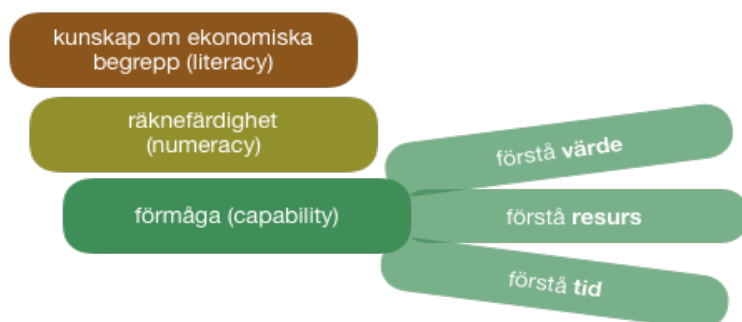 kunskap om ekonomiska
begrepp (literacy)
räknefärdighet
(numeracy)
förmåga (capability)
förstå värde
förstå resurs
förstå tid